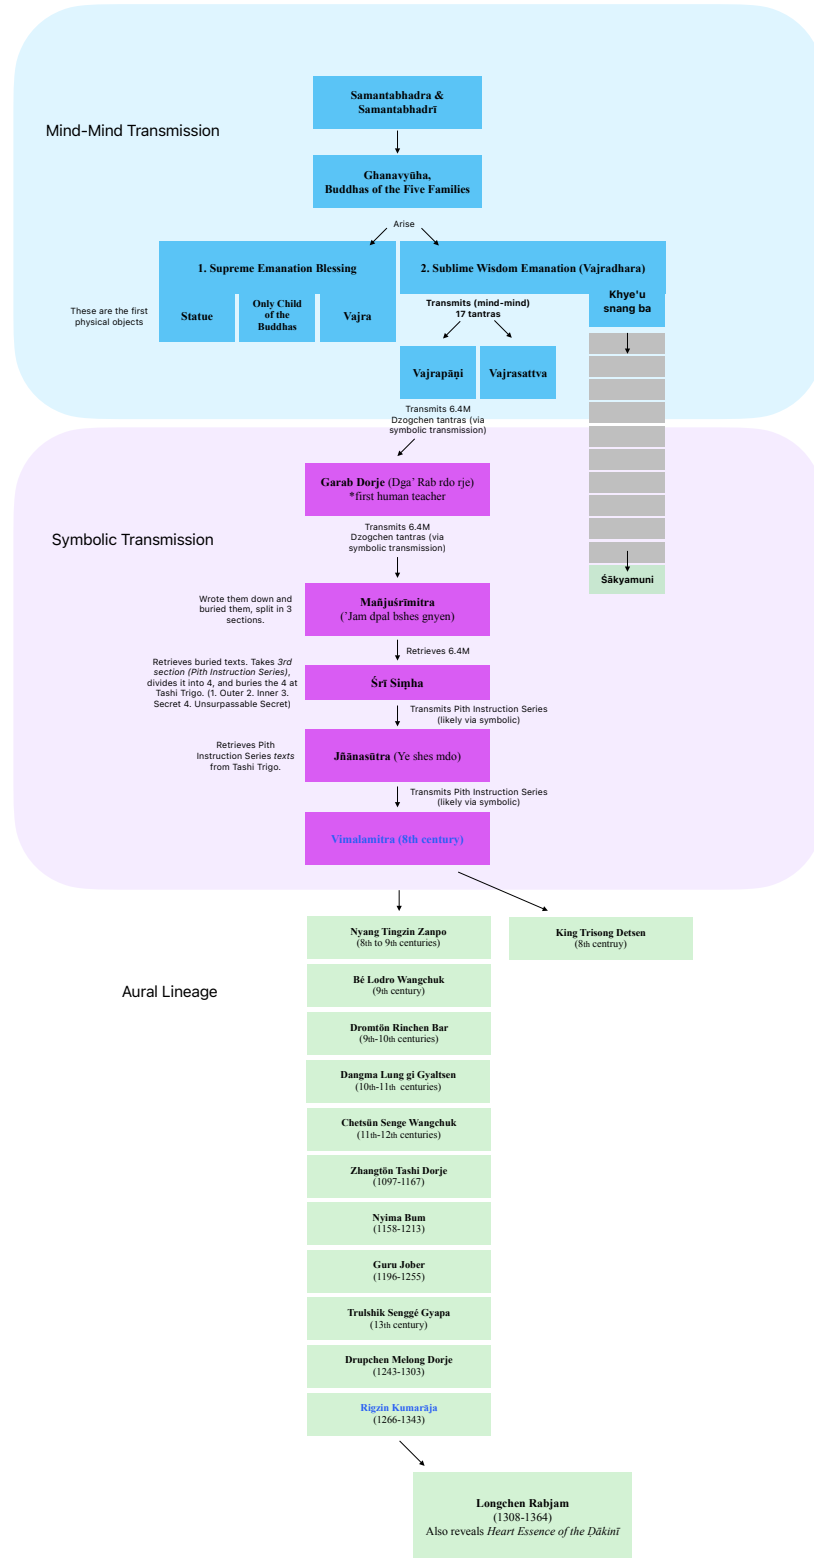 Samantabhadra &
Samantabhadrī
Mind-Mind Transmission
Ghanavyūha,
Buddhas of the Five Families
Arise
1. Supreme Emanation Blessing
2. Sublime Wisdom Emanation (Vajradhara)
These are the first
physical objects
Statue
Only Child
of the
Buddhas
Vajra
Transmits (mind-mind)
17 tantras
Khye'u
snang ba
Vajrapāṇi
Vajrasattva
Transmits 6.4M
Dzogchen tantras (via
symbolic transmission)
Garab Dorje (Dga' Rab rdo rje)
*first human teacher
Symbolic Transmission
Transmits 6.4M
Dzogchen tantras (via
symbolic transmission)
Śākyamuni
Wrote them down and
buried them, split in 3
sections.
Mañjuśrīmitra
('Jam dpal bshes gnyen)
Retrieves 6.4M
Retrieves buried texts. Takes 3rd
section (Pith Instruction Series),
divides it into 4, and buries the 4 at
Tashi Trigo. (1. Outer 2. Inner 3.
Secret 4. Unsurpassable Secret)
Śrī Siṃha
Transmits Pith Instruction Series
(likely via symbolic)
Retrieves Pith
Instruction Series texts
from Tashi Trigo.
Jñānasūtra (Ye shes mdo)
Transmits Pith Instruction Series
(likely via symbolic)
Vimalamitra (8th century)
Nyang Tingzin Zanpo
(8th to 9th centuries)
King Trisong Detsen
(8th centruy)
Aural Lineage
Bé Lodro Wangchuk
(9th century)
Dromtön Rinchen Bar
(9th-10th centuries)
Dangma Lung gi Gyaltsen
(10th-11th centuries)
Chetsün Senge Wangchuk
(11th-12th centuries)
Zhangtön Tashi Dorje
(1097-1167)
Nyima Bum
(1158-1213)
Guru Jober
(1196-1255)
Trulshik Senggé Gyapa
(13th century)
Drupchen Melong Dorje
(1243-1303)
Rigzin Kumarāja
(1266-1343)
Longchen Rabjam
(1308-1364)
Also reveals Heart Essence of the Ḍākinī